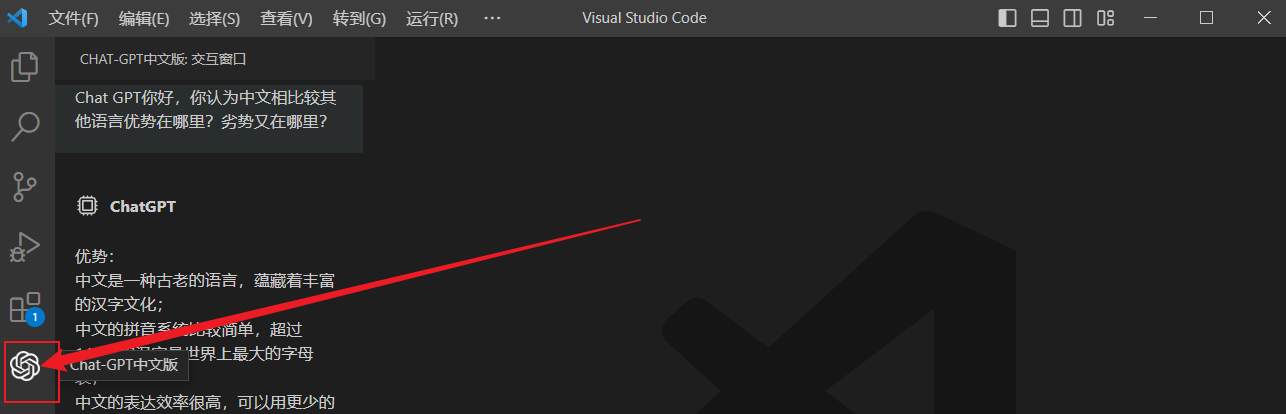 文件(F) 编辑(E) 选择(S) 查看(V) 转到(G) 运行(R) ··· Visual Studio Code
CHAT-GPT中文版: 交互窗口
Chat GPT你好，你认为中文相比较其
他语言优势在哪里？劣势又在哪里？
ChatGPT
优势：
中文是一种古老的语言，蕴藏着丰富
的汉字文化；
1
中文的拼音系统比较简单，超过
世界上最大的字母
Chat-GPT中文版
中文的表达效率很高，可以用更少的